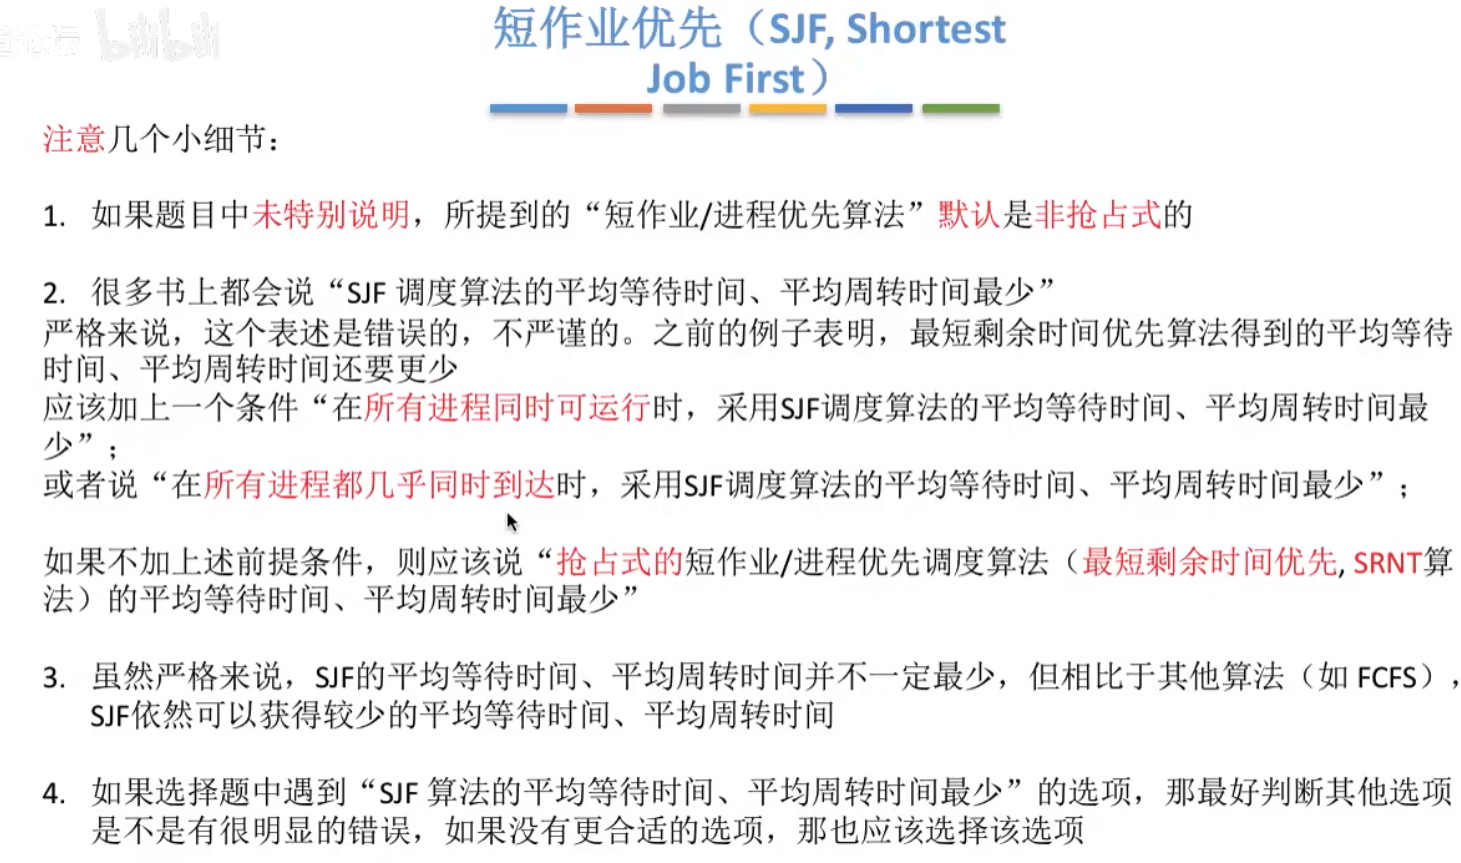 bilibili
短作业优先（SJF, Shortest
Job First）
注意几个小细节：
1. 如果题目中未特别说明，所提到的“短作业/进程优先算法”默认是非抢占式的
2. 很多书上都会说“SJF 调度算法的平均等待时间、平均周转时间最少”
严格来说，这个表述是错误的，不严谨的。之前的例子表明，最短剩余时间优先算法得到的平均等待
时间、平均周转时间还要更少
应该加上一个条件“在所有进程同时可运行时，采用SJF调度算法的平均等待时间、平均周转时间最
少”；
或者说“在所有进程都几乎同时到达时，采用SJF调度算法的平均等待时间、平均周转时间最少”；
如果不加上述前提条件，则应该说“抢占式的短作业/进程优先调度算法（最短剩余时间优先, SRNT算
法）的平均等待时间、平均周转时间最少”
3. 虽然严格来说，SJF的平均等待时间、平均周转时间并不一定最少，但相比于其他算法（如 FCFS），
SJF依然可以获得较少的平均等待时间、平均周转时间
4. 如果选择题中遇到“SJF 算法的平均等待时间、平均周转时间最少”的选项，那最好判断其他选项
是不是有很明显的错误，如果没有更合适的选项，那也应该选择该选项